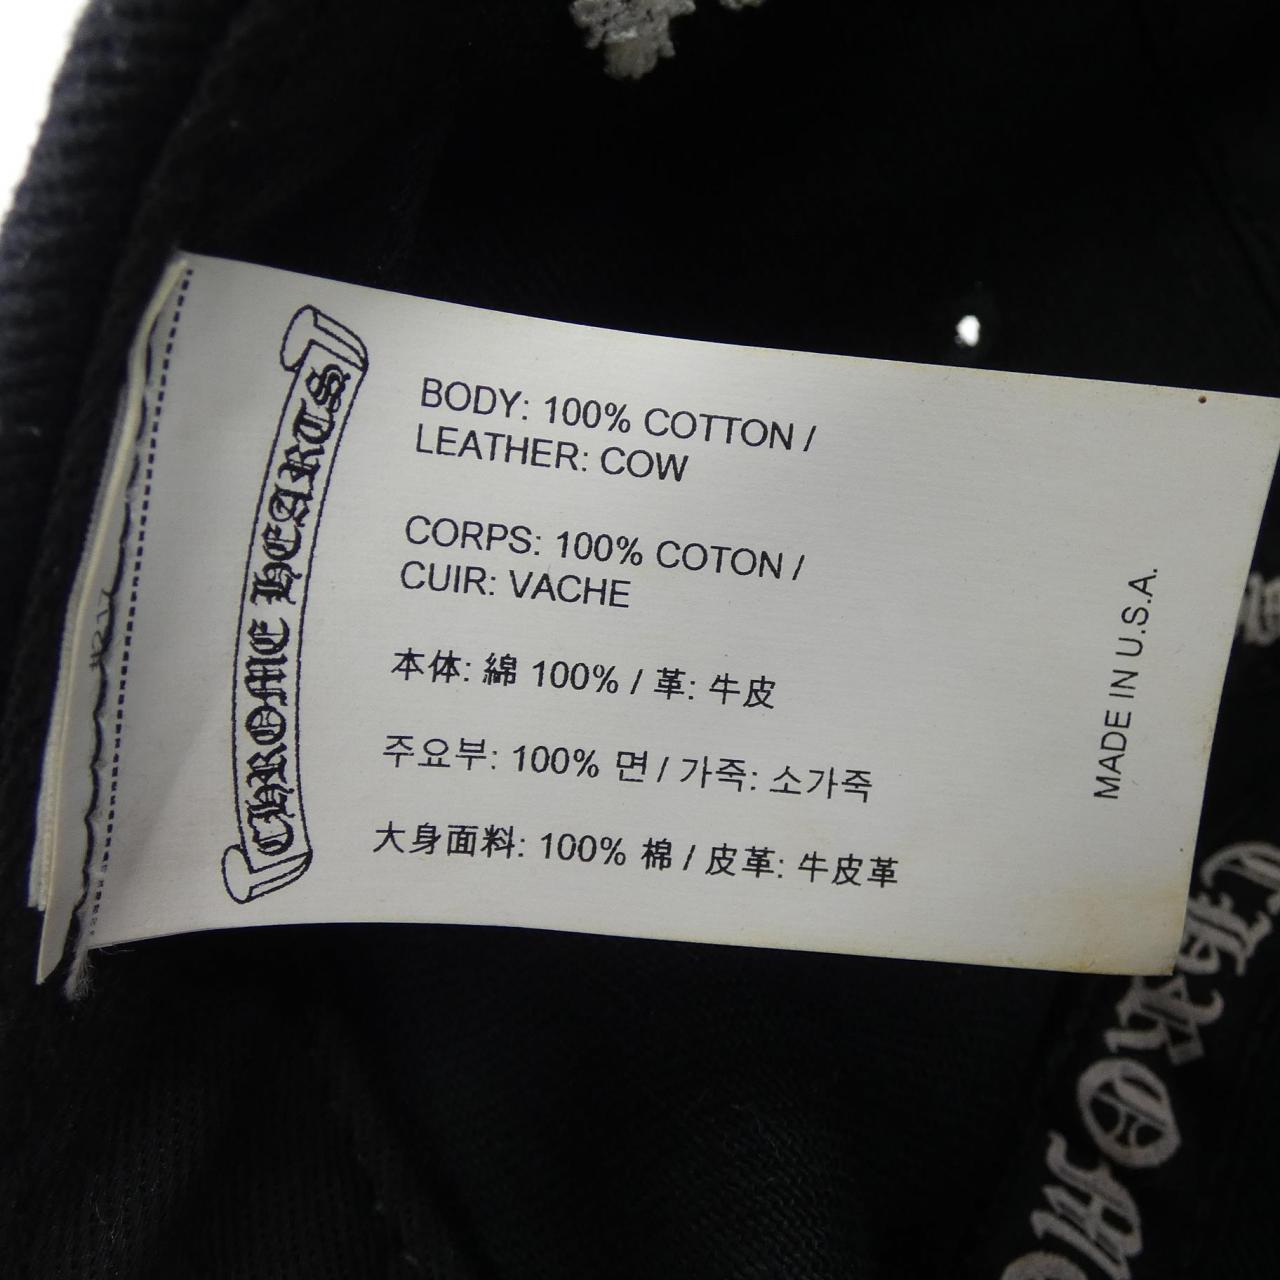 CHROME HEARTS
BODY: 100% COTTON /
LEATHER: COW
CORPS: 100% COTON /
CUIR: VACHE
本体: 綿 100% / 革: 牛皮
주요부: 100% 면 / 가죽: 소가죽
大身面料: 100% 棉 / 皮革: 牛皮革
MADE IN U.S.A.
CHROM